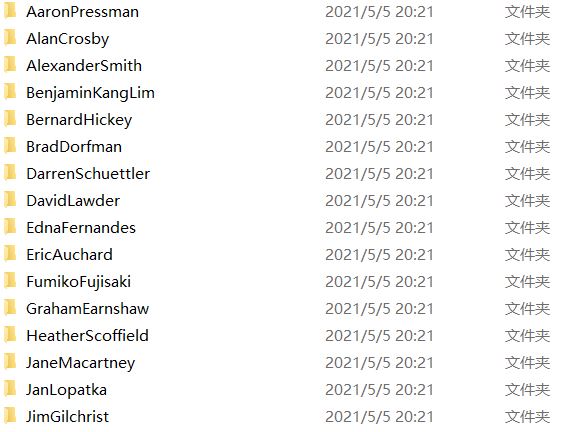 AaronPressman 2021/5/5 20:21 文件夹
AlanCrosby 2021/5/5 20:21 文件夹
AlexanderSmith 2021/5/5 20:21 文件夹
BenjaminKangLim 2021/5/5 20:21 文件夹
BernardHickey 2021/5/5 20:21 文件夹
BradDorfman 2021/5/5 20:21 文件夹
DarrenSchuettler 2021/5/5 20:21 文件夹
DavidLawder 2021/5/5 20:21 文件夹
EdnaFernandes 2021/5/5 20:21 文件夹
EricAuchard 2021/5/5 20:21 文件夹
FumikoFujisaki 2021/5/5 20:21 文件夹
GrahamEarnshaw 2021/5/5 20:21 文件夹
HeatherScoffield 2021/5/5 20:21 文件夹
JaneMacartney 2021/5/5 20:21 文件夹
JanLopatka 2021/5/5 20:21 文件夹
JimGilchrist 2021/5/5 20:21 文件夹